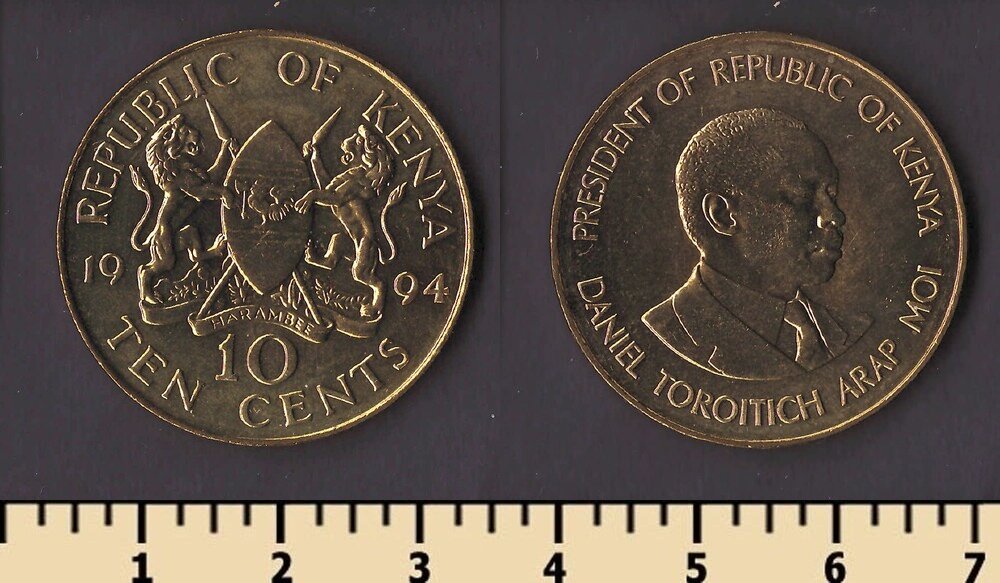 REPUBLIC OF KENYA
19 94
HARAMBEE
10
TEN CENTS
PRESIDENT OF REPUBLIC OF KENYA
DANIEL TOROITICH ARAP MOI
1 2 3 4 5 6 7